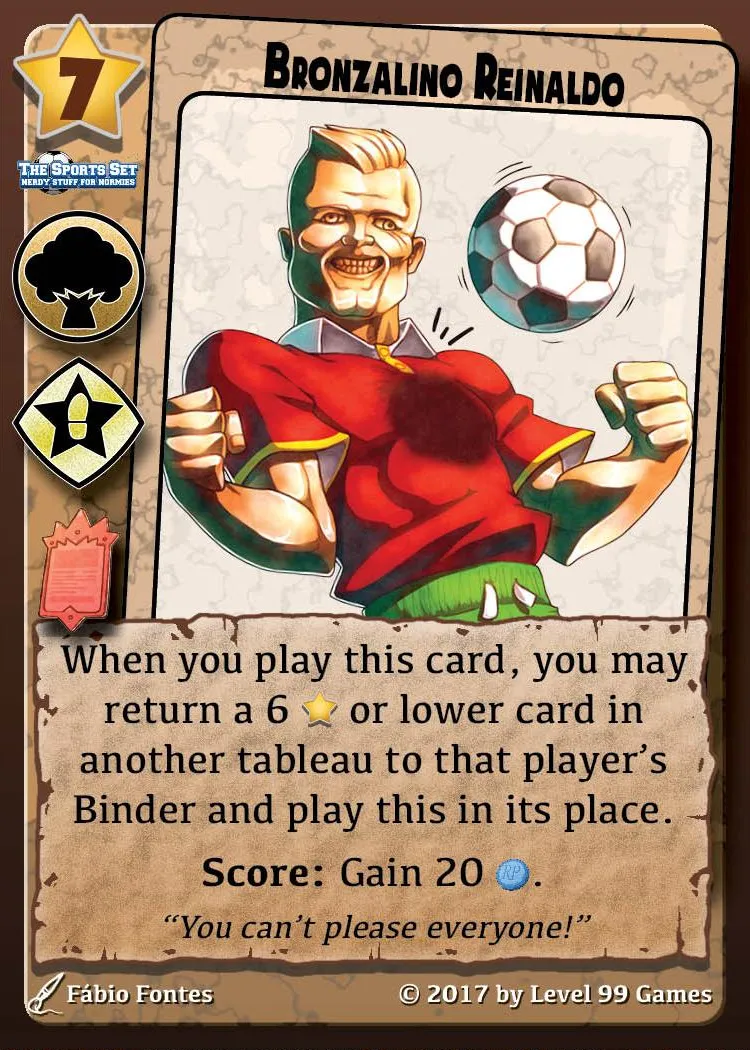 7
BRONZALINO REINALDO
THE SPORTS SET
NERDY STUFF FOR NORMIES
When you play this card, you may
return a 6 or lower card in
another tableau to that player's
Binder and play this in its place.
Score: Gain 20 RP.
"You can't please everyone!"
Fábio Fontes
© 2017 by Level 99 Games